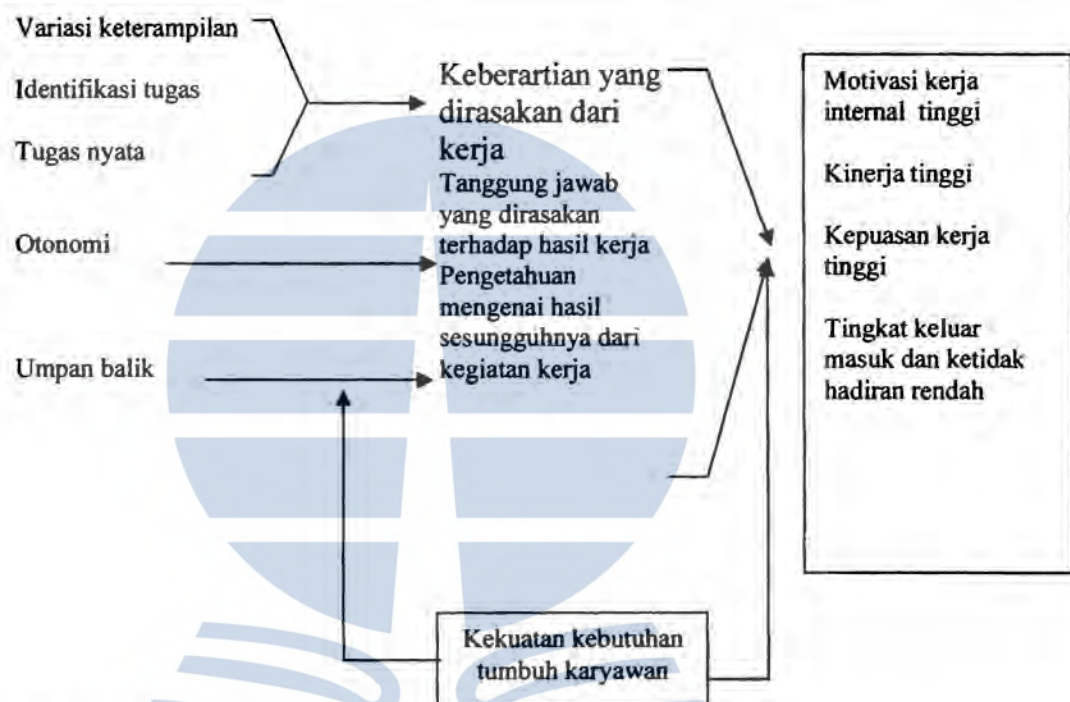 Variasi keterampilan
Identifikasi tugas
Tugas nyata
Otonomi
Umpan balik
Keberartian yang
dirasakan dari
kerja
Tanggung jawab
yang dirasakan
terhadap hasil kerja
Pengetahuan
mengenai hasil
sesungguhnya dari
kegiatan kerja
Motivasi kerja
internal tinggi
Kinerja tinggi
Kepuasan kerja
tinggi
Tingkat keluar
masuk dan ketidak
hadiran rendah
Kekuatan kebutuhan
tumbuh karyawan